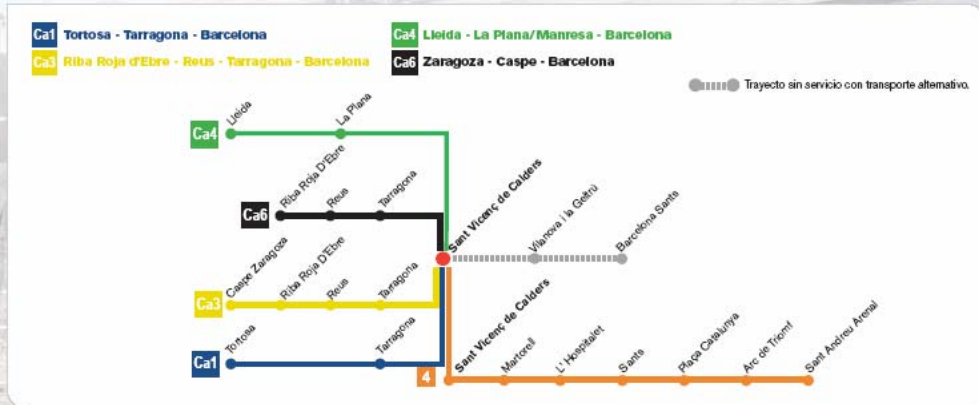 Ca1 Tortosa - Tarragona - Barcelona
Ca4 Lleida - La Plana/Manresa - Barcelona
Ca3 Riba Roja d'Ebre - Reus - Tarragona - Barcelona
Ca6 Zaragoza - Caspe - Barcelona
Trayecto sin servicio con transporte alternativo.
Ca4
Lleida
La Plana
Ca6
Riba Roja D'Ebre
Reus
Tarragona
Sant Vicenç de Calders
Vilanova i la Geltrú
Barcelona Sants
Ca3
Caspe Zaragoza
Riba Roja D'Ebre
Reus
Tarragona
Ca1
Tortosa
Tarragona
4
Sant Vicenç de Calders
Martorell
L' Hospitalet
Sants
Plaça Catalunya
Arc de Triomf
Sant Andreu Arenal